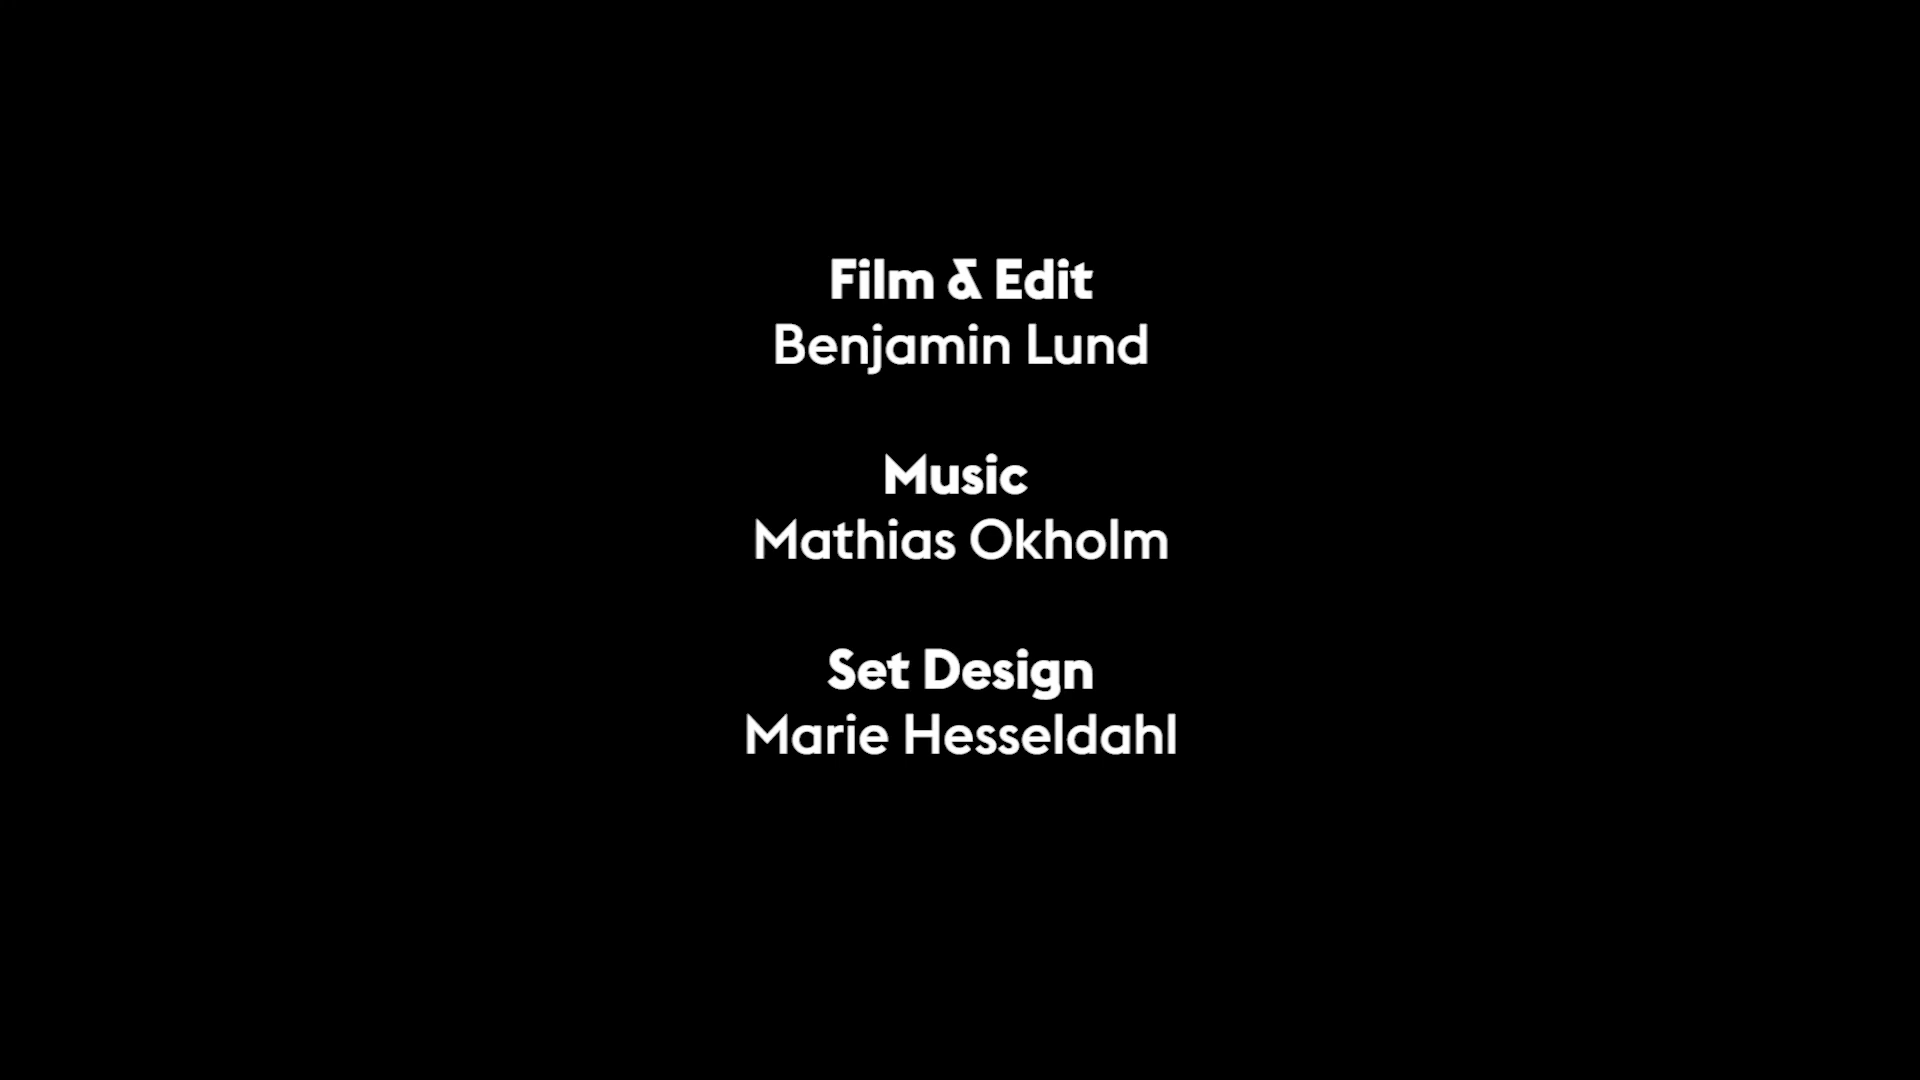 Film & Edit
Benjamin Lund
Music
Mathias Okholm
Set Design
Marie Hesseldahl